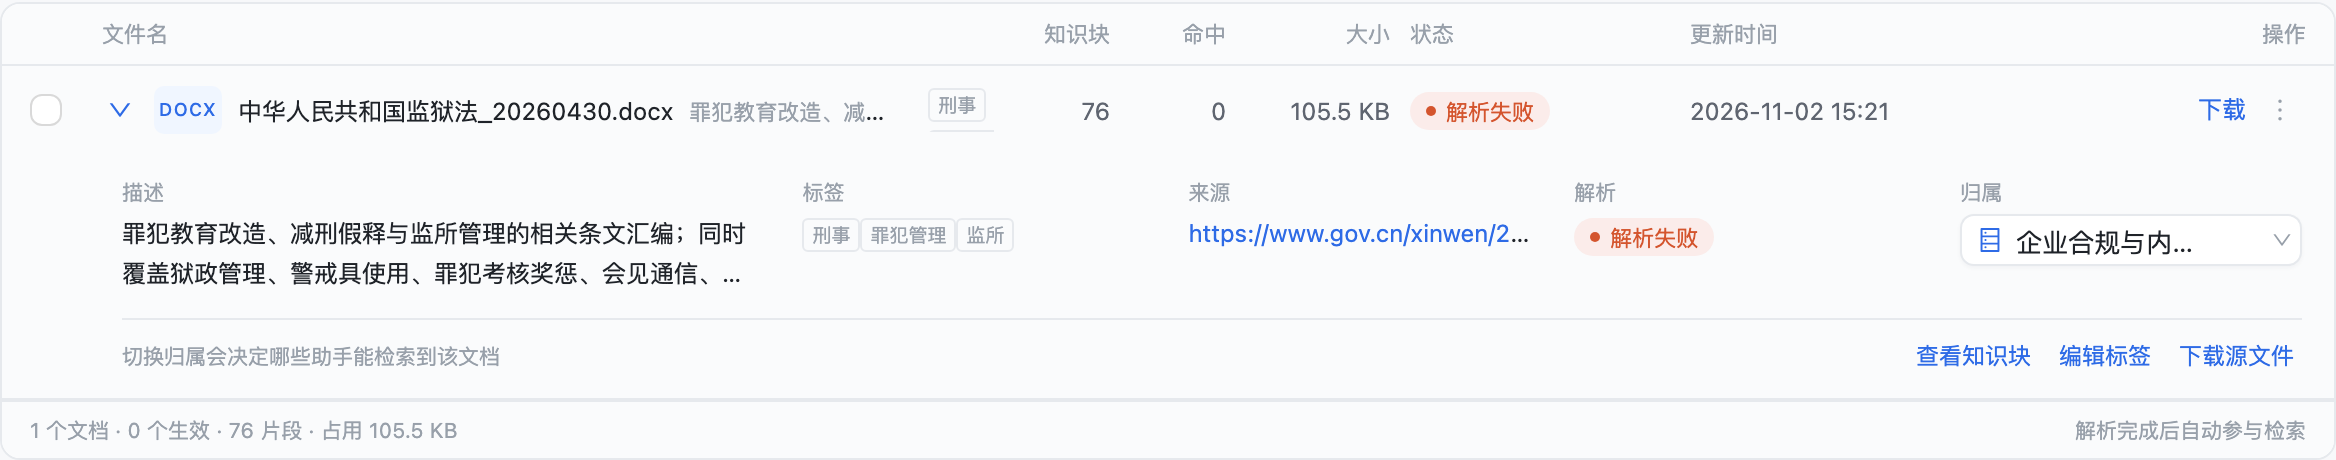 文件名 知识块 命中 大小 状态 更新时间 操作
DOCX 中华人民共和国监狱法_20260430.docx 罪犯教育改造、减... 刑事 76 0 105.5 KB 解析失败 2026-11-02 15:21 下载
描述 标签 来源 解析 归属
罪犯教育改造、减刑假释与监所管理的相关条文汇编；同时 刑事 罪犯管理 监所 https://www.gov.cn/xinwen/2... 解析失败 企业合规与内...
覆盖狱政管理、警戒具使用、罪犯考核奖惩、会见通信、...
切换归属会决定哪些助手能检索到该文档 查看知识块 编辑标签 下载源文件
1 个文档 · 0 个生效 · 76 片段 · 占用 105.5 KB 解析完成后自动参与检索